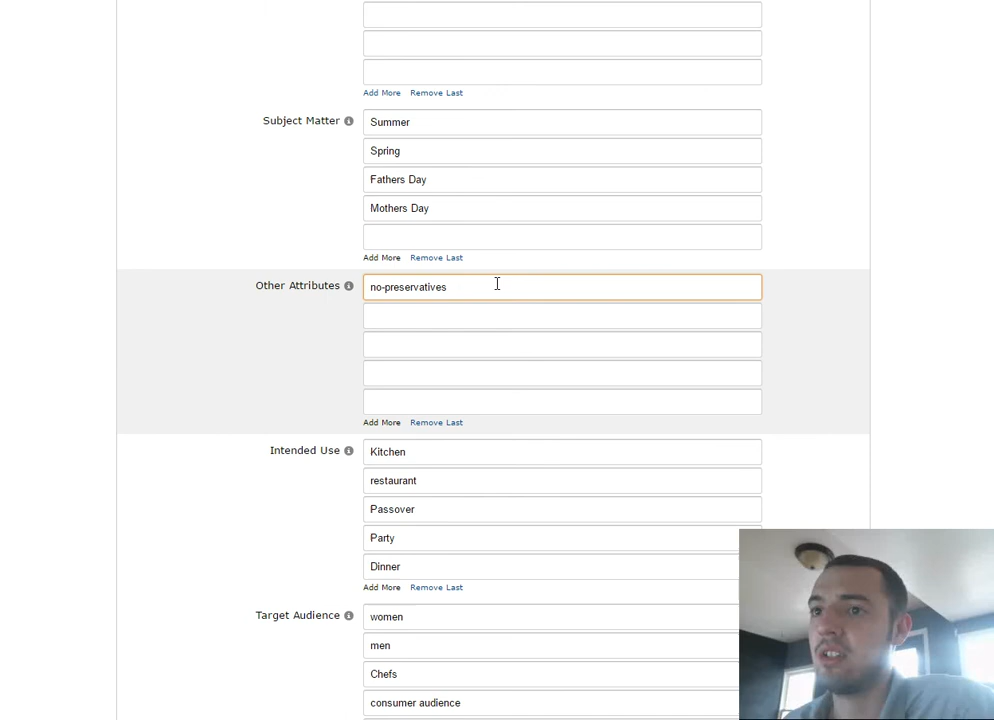 Add More Remove Last
Subject Matter Summer
Spring
Fathers Day
Mothers Day
Add More Remove Last
Other Attributes no-preservatives
Add More Remove Last
Intended Use Kitchen
restaurant
Passover
Party
Dinner
Add More Remove Last
Target Audience women
men
Chefs
consumer audience